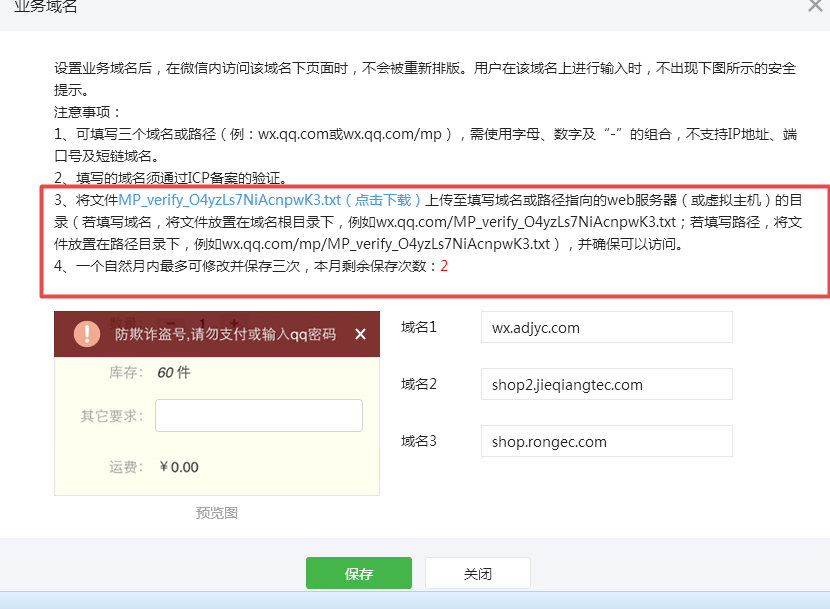 业务域名
设置业务域名后，在微信内访问该域名下页面时，不会被重新排版。用户在该域名上进行输入时，不出现下图所示的安全
提示。
注意事项：
1、可填写三个域名或路径（例：wx.qq.com或wx.qq.com/mp），需使用字母、数字及“-”的组合，不支持IP地址、端
口号及短链域名。
2、填写的域名须通过ICP备案的验证。
3、将文件MP_verify_O4yzLs7NiAcnpwK3.txt（点击下载）上传至填写域名或路径指向的web服务器（或虚拟主机）的目
录（若填写域名，将文件放置在域名根目录下，例如wx.qq.com/MP_verify_O4yzLs7NiAcnpwK3.txt；若填写路径，将文
件放置在路径目录下，例如wx.qq.com/mp/MP_verify_O4yzLs7NiAcnpwK3.txt），并确保可以访问。
4、一个自然月内最多可修改并保存三次，本月剩余保存次数：2
数量： － 1 ＋
防欺诈盗号,请勿支付或输入qq密码
库存： 60 件
其它要求：
运费： ￥0.00
预览图
域名1 wx.adjyc.com
域名2 shop2.jieqiangtec.com
域名3 shop.rongec.com
保存 关闭